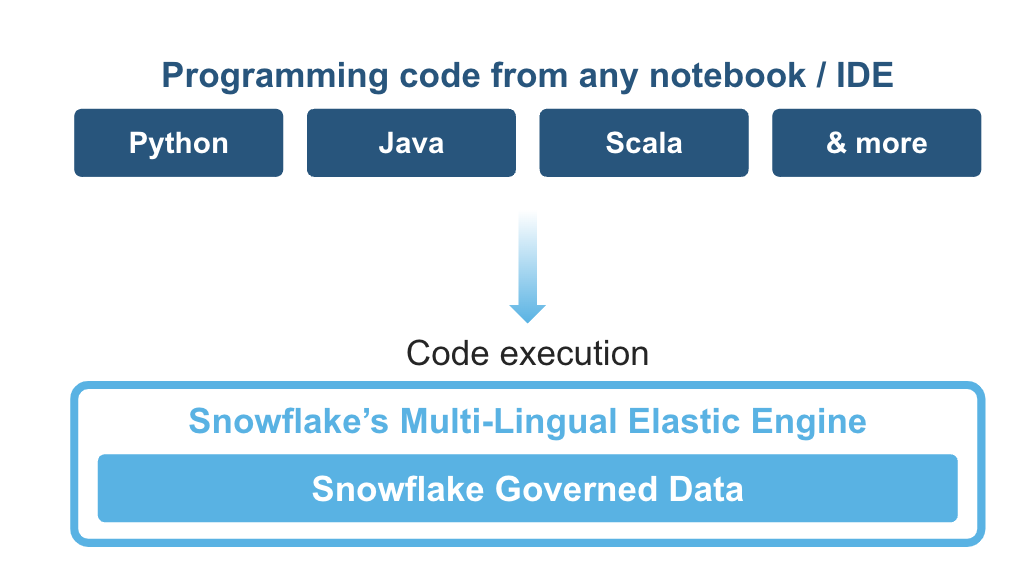 Programming code from any notebook / IDE
Python
Java
Scala
& more
Code execution
Snowflake’s Multi-Lingual Elastic Engine
Snowflake Governed Data